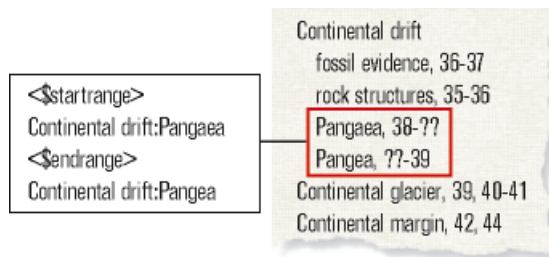 <$startrange>
Continental drift:Pangaea
<$endrange>
Continental drift:Pangea
Continental drift
fossil evidence, 36-37
rock structures, 35-36
Pangaea, 38-??
Pangea, ??-39
Continental glacier, 39, 40-41
Continental margin, 42, 44